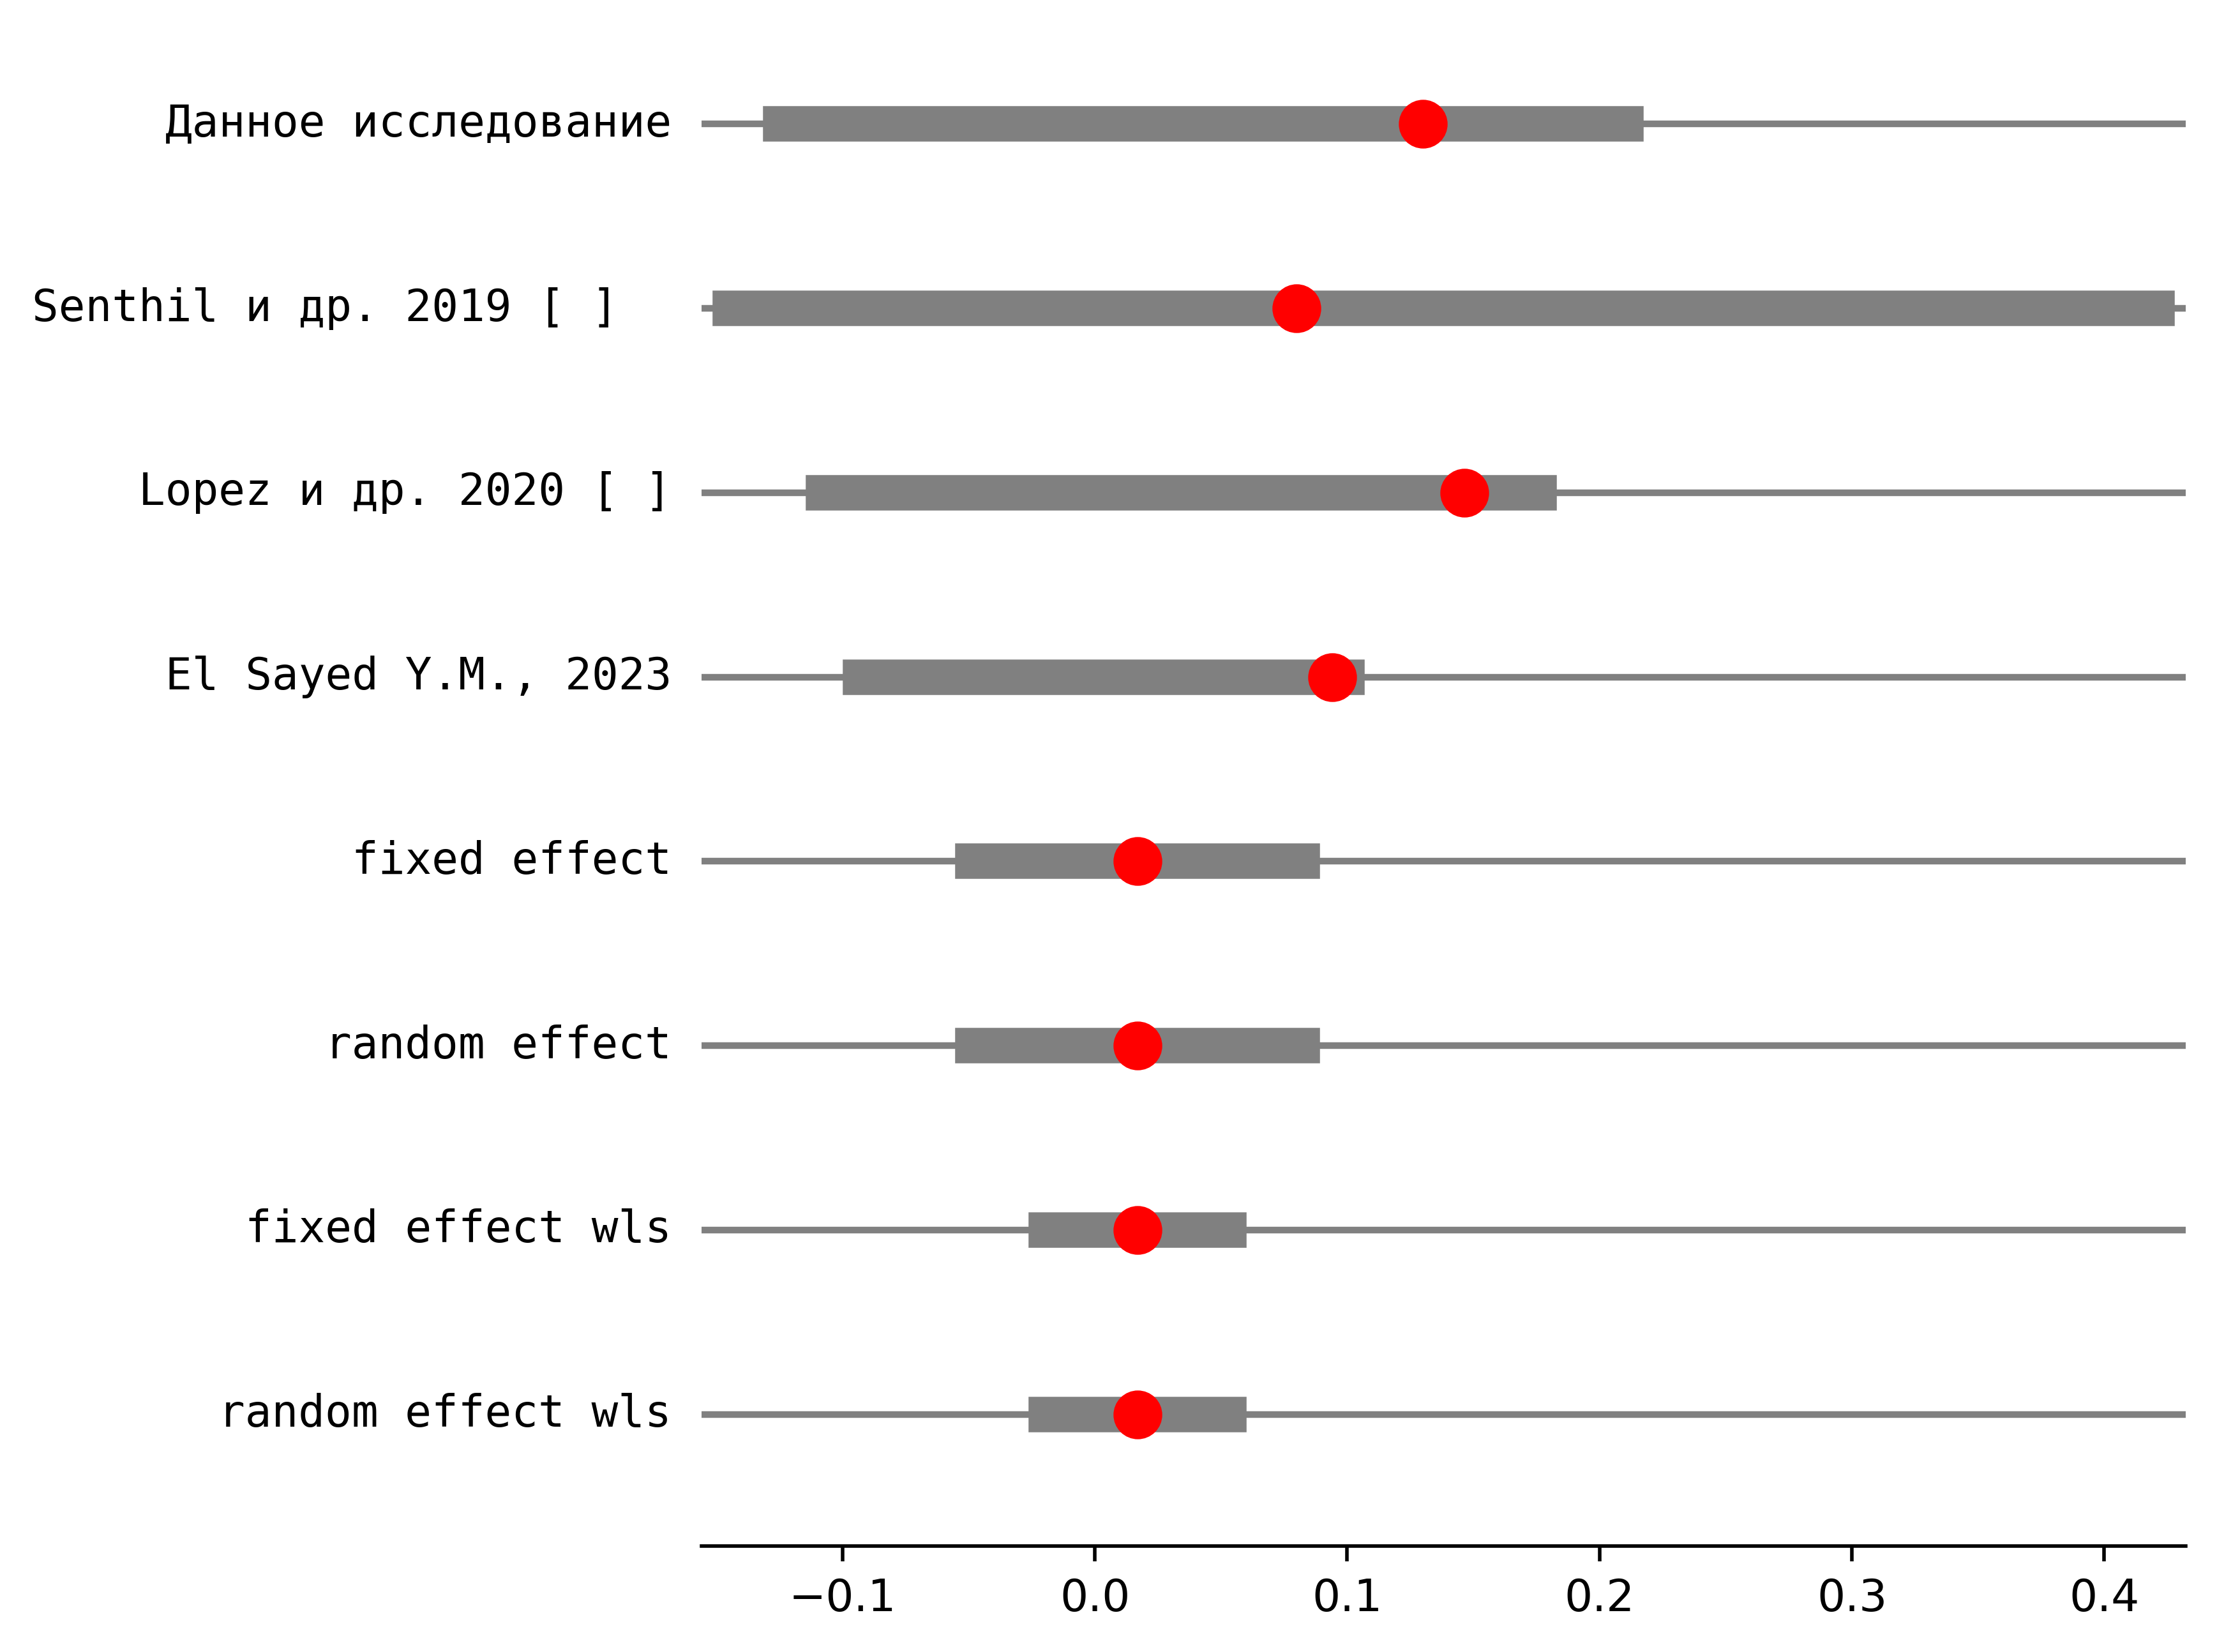 Данное исследование
Senthil и др. 2019 [ ]
Lopez и др. 2020 [ ]
El Sayed Y.M., 2023
fixed effect
random effect
fixed effect wls
random effect wls
−0.1 0.0 0.1 0.2 0.3 0.4